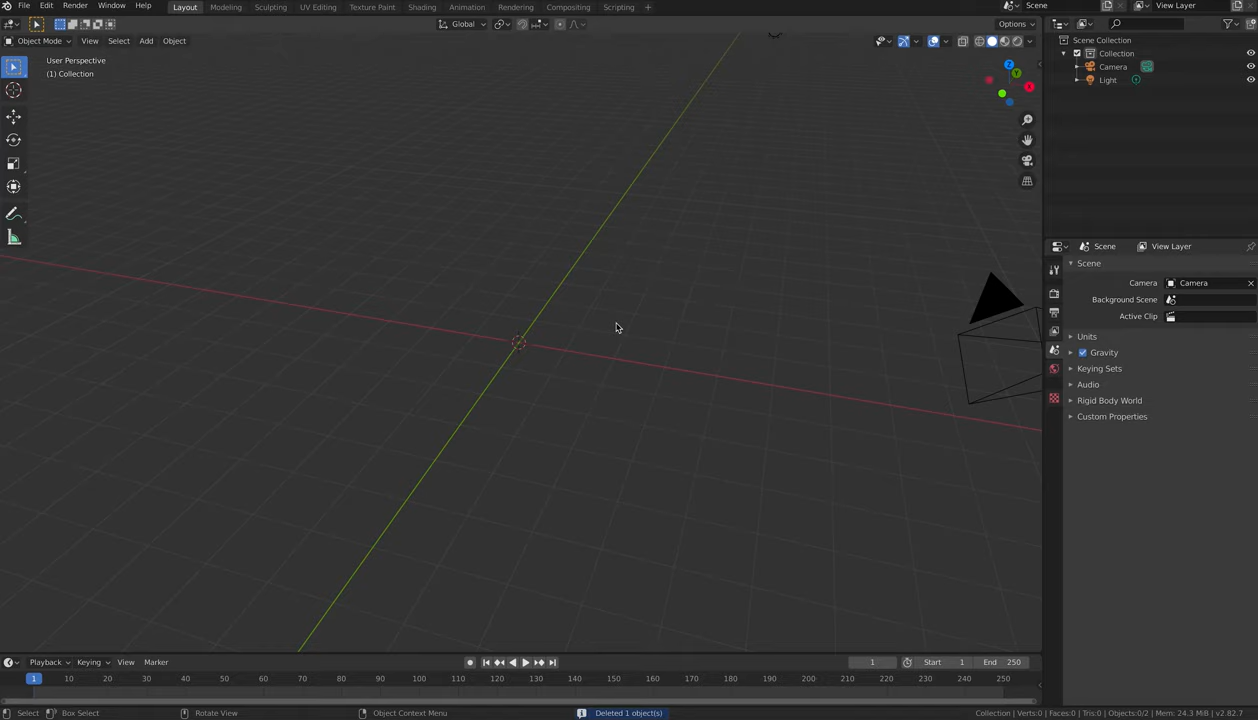 File Edit Render Window Help Layout Modeling Sculpting UV Editing Texture Paint Shading Animation Rendering Compositing Scripting + Scene View Layer
Global Options
Object Mode View Select Add Object
User Perspective
(1) Collection
Z
Y
X
Scene Collection
Collection
Camera
Light
Scene View Layer
Scene
Camera Camera
Background Scene
Active Clip
Units
Gravity
Keying Sets
Audio
Rigid Body World
Custom Properties
Playback Keying View Marker 1 Start 1 End 250
1 10 20 30 40 50 60 70 80 90 100 110 120 130 140 150 160 170 180 190 200 210 220 230 240 250
Select Box Select Rotate View Object Context Menu Deleted 1 object(s) Collection | Verts:0 | Faces:0 | Tris:0 | Objects:0/2 | Mem: 24.3 MiB | v2.82.7